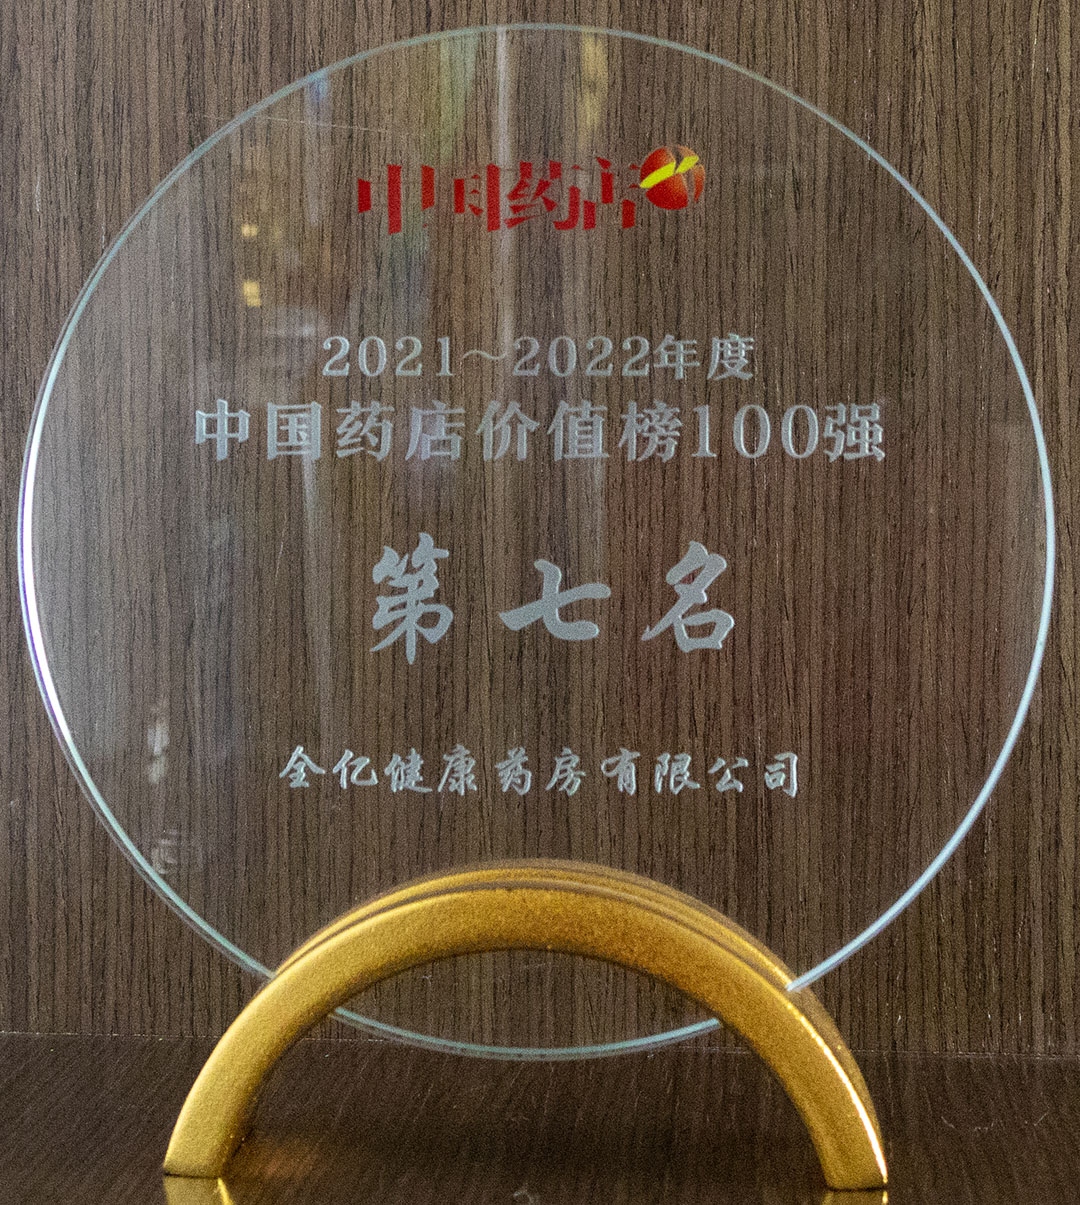 中国药店
2021～2022年度
中国药店价值榜100强
第七名
全亿健康药房有限公司